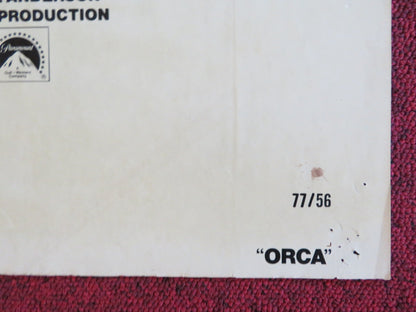 PRODUCTION
Paramount
77/56
"ORCA"